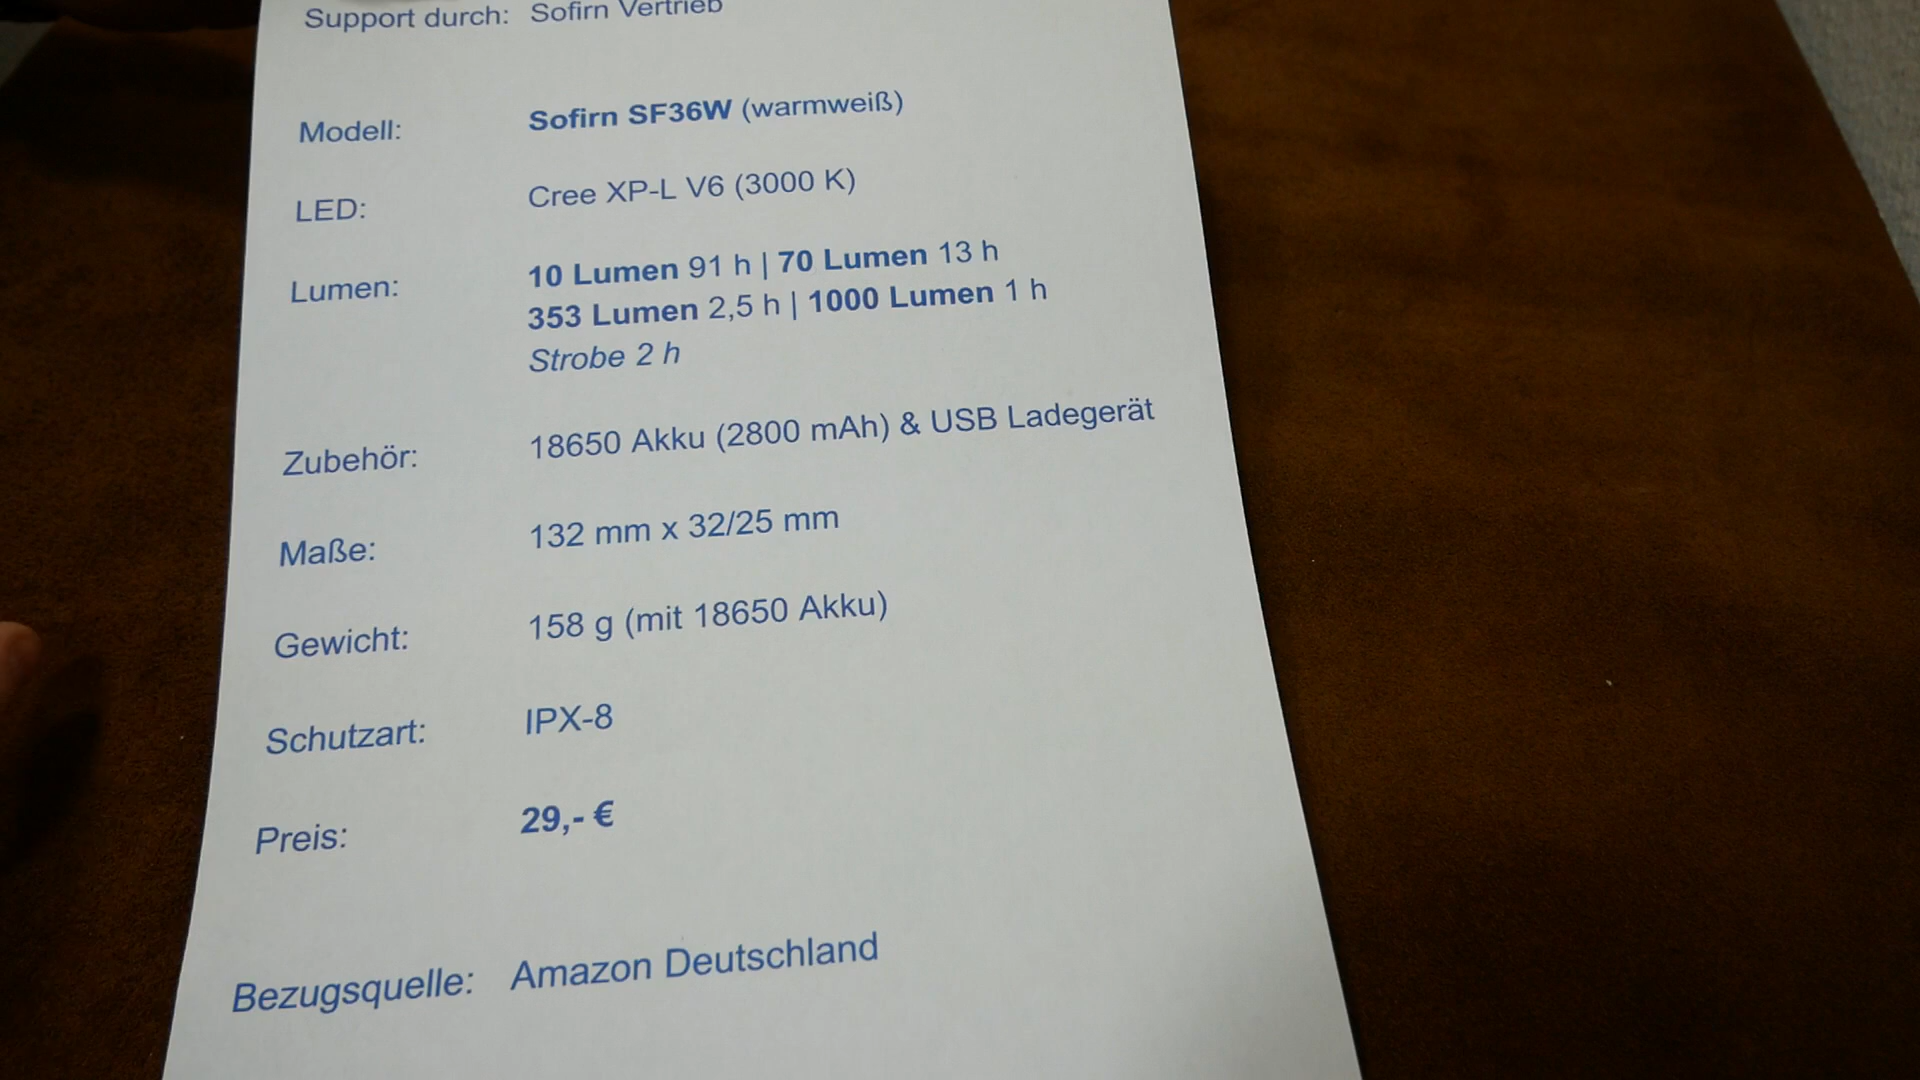 Support durch: Sofirn Vertrieb
Modell: Sofirn SF36W (warmweiß)
LED: Cree XP-L V6 (3000 K)
Lumen: 10 Lumen 91 h | 70 Lumen 13 h
353 Lumen 2,5 h | 1000 Lumen 1 h
Strobe 2 h
Zubehör: 18650 Akku (2800 mAh) & USB Ladegerät
Maße: 132 mm x 32/25 mm
Gewicht: 158 g (mit 18650 Akku)
Schutzart: IPX-8
Preis: 29,- €
Bezugsquelle: Amazon Deutschland